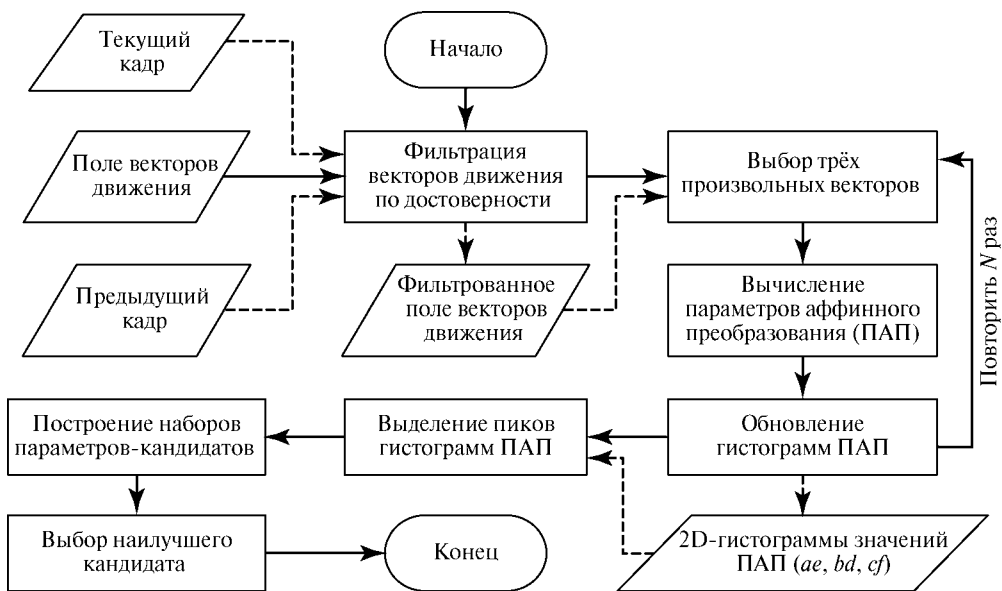 Текущий
кадр
Начало
Поле векторов
движения
Фильтрация
векторов движения
по достоверности
Выбор трёх
произвольных векторов
Предыдущий
кадр
Фильтрованное
поле векторов
движения
Вычисление
параметров аффинного
преобразования (ПАП)
Повторить N раз
Построение наборов
параметров-кандидатов
Выделение пиков
гистограмм ПАП
Обновление
гистограмм ПАП
Выбор наилучшего
кандидата
Конец
2D-гистограммы значений
ПАП (ae, bd, cf)